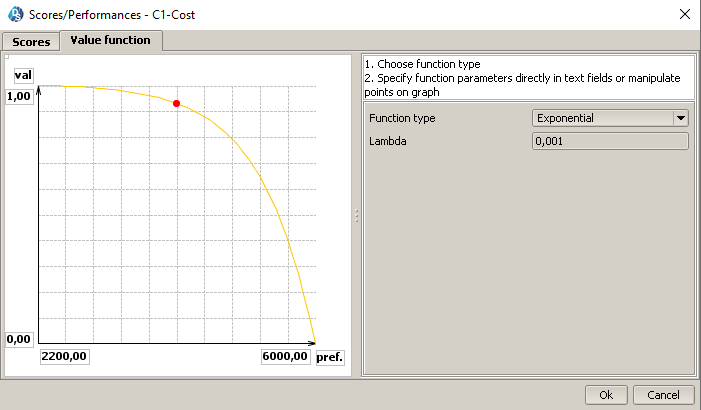 Scores/Performances - C1-Cost
Scores
Value function
val
1,00
0,00
2200,00
6000,00
pref.
1. Choose function type
2. Specify function parameters directly in text fields or manipulate
points on graph
Function type
Exponential
Lambda
0,001
Ok
Cancel